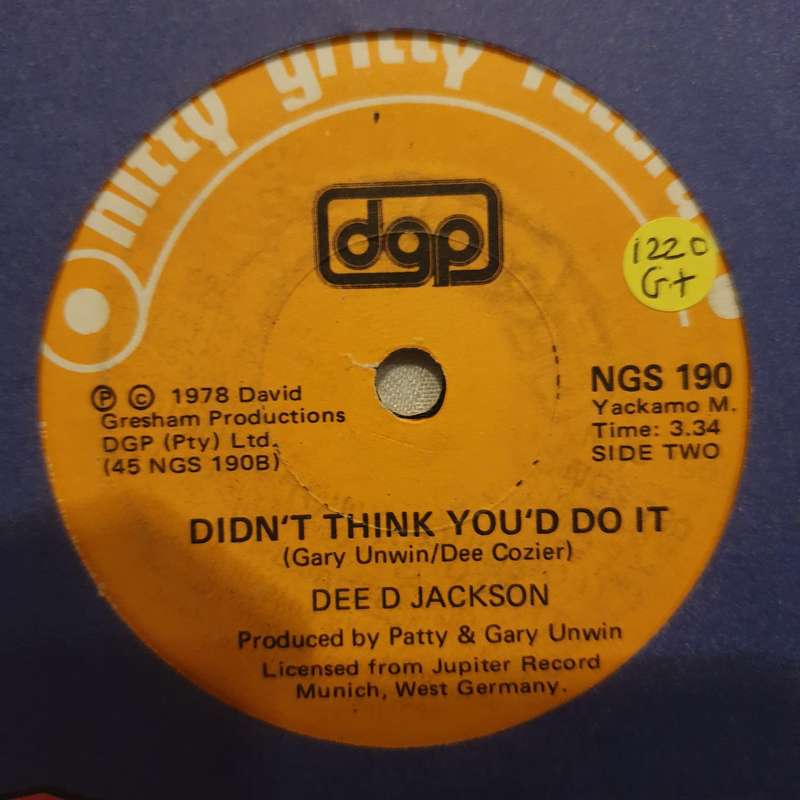 nitty gritty record
dgp
1220
G+
℗ © 1978 David
Gresham Productions
DGP (Pty) Ltd.
(45 NGS 190B)
NGS 190
Yackamo M.
Time: 3.34
SIDE TWO
DIDN'T THINK YOU'D DO IT
(Gary Unwin/Dee Cozier)
DEE D JACKSON
Produced by Patty & Gary Unwin
Licensed from Jupiter Record
Munich, West Germany.